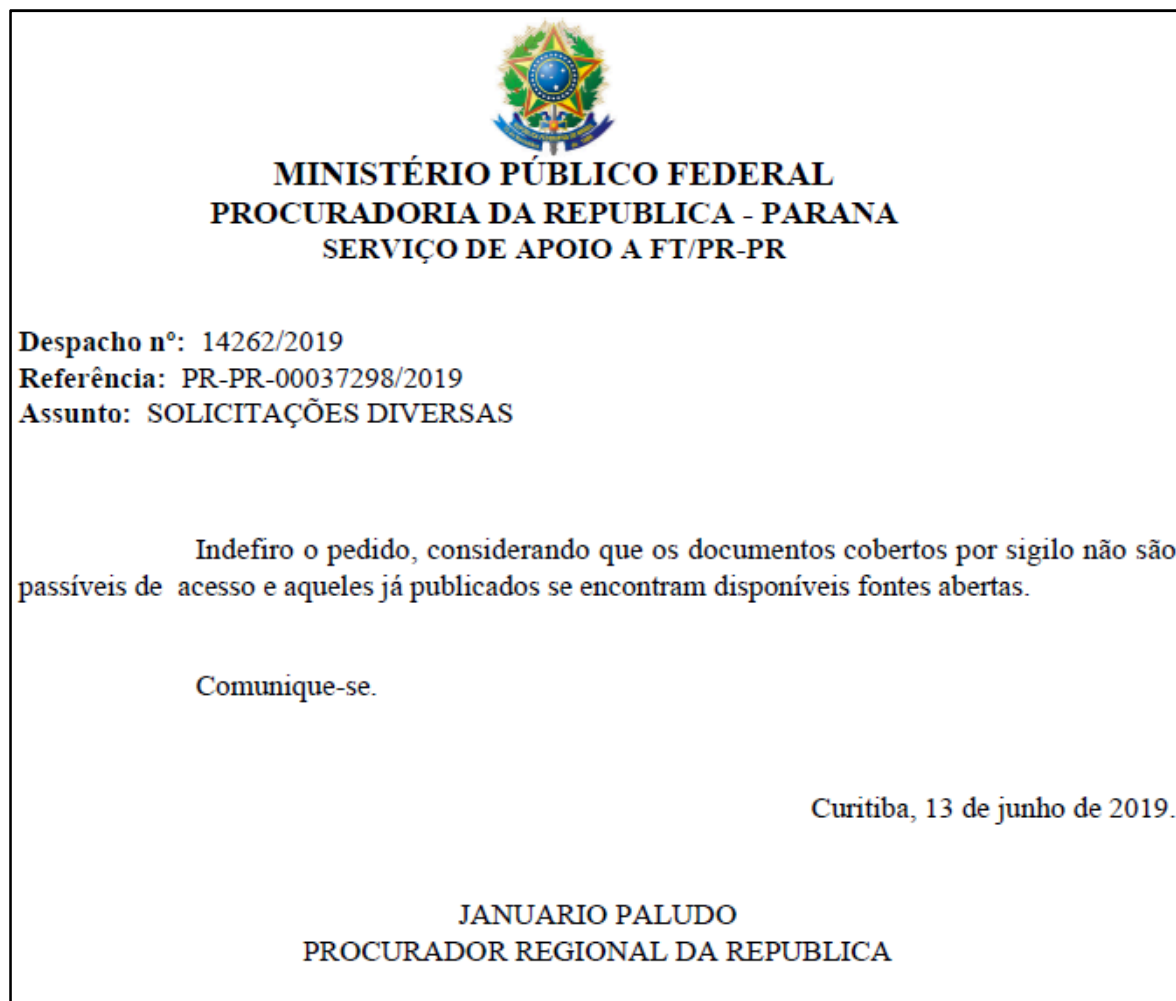 MINISTÉRIO PÚBLICO FEDERAL
PROCURADORIA DA REPUBLICA - PARANA
SERVIÇO DE APOIO A FT/PR-PR
Despacho nº: 14262/2019
Referência: PR-PR-00037298/2019
Assunto: SOLICITAÇÕES DIVERSAS
Indefiro o pedido, considerando que os documentos cobertos por sigilo não são
passíveis de acesso e aqueles já publicados se encontram disponíveis fontes abertas.
Comunique-se.
Curitiba, 13 de junho de 2019.
JANUARIO PALUDO
PROCURADOR REGIONAL DA REPUBLICA